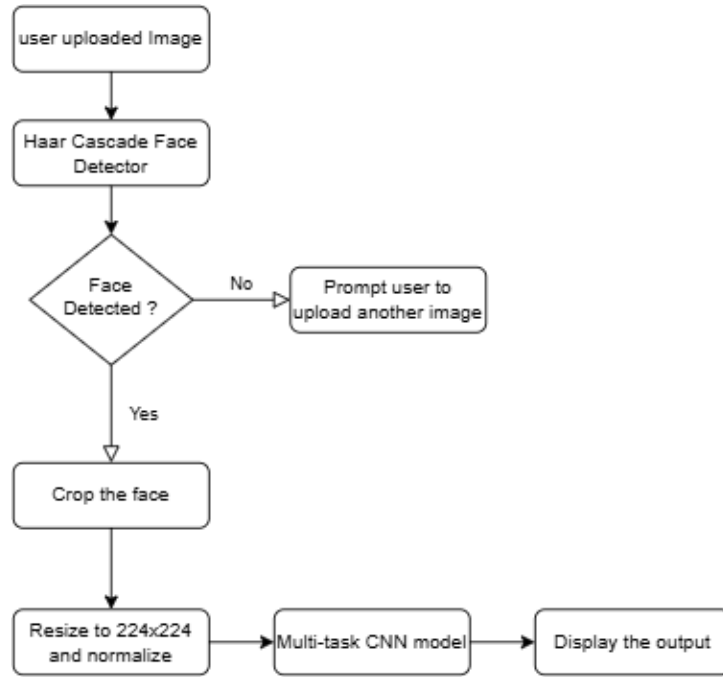 user uploaded Image
Haar Cascade Face
Detector
Face
Detected ?
No
Prompt user to
upload another image
Yes
Crop the face
Resize to 224x224
and normalize
Multi-task CNN model
Display the output